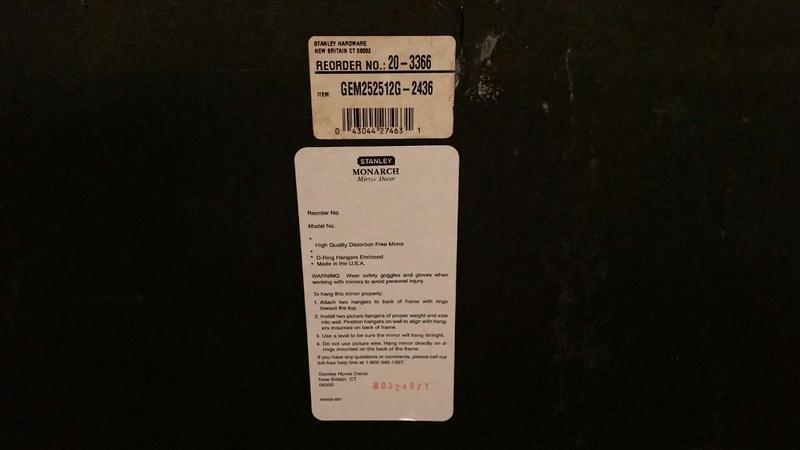 STANLEY HARDWARE
NEW BRITAIN CT 06053
REORDER NO.: 20-3366
ITEM: GEM252512G-2436
0 43044 27463 1
STANLEY
MONARCH
Mirror Decor
Reorder No.
Model No.
*
High Quality Distortion Free Mirror
*
* D-Ring Hangers Enclosed
* Made in the U.S.A.
WARNING: Wear safety goggles and gloves when
working with mirrors to avoid personal injury.
To hang this mirror properly:
1. Attach two hangers to back of frame with rings
toward the top.
2. Install two picture hangers of proper weight and size
into wall. Position hangers on wall to align with hang-
ers mounted on back of frame.
3. Use a level to be sure the mirror will hang straight.
4. Do not use picture wire. Hang mirror directly on d-
rings mounted on the back of the frame.
If you have any questions or comments, please call our
toll-free help line at 1-800-346-1397.
Stanley Home Decor
New Britain CT
06050